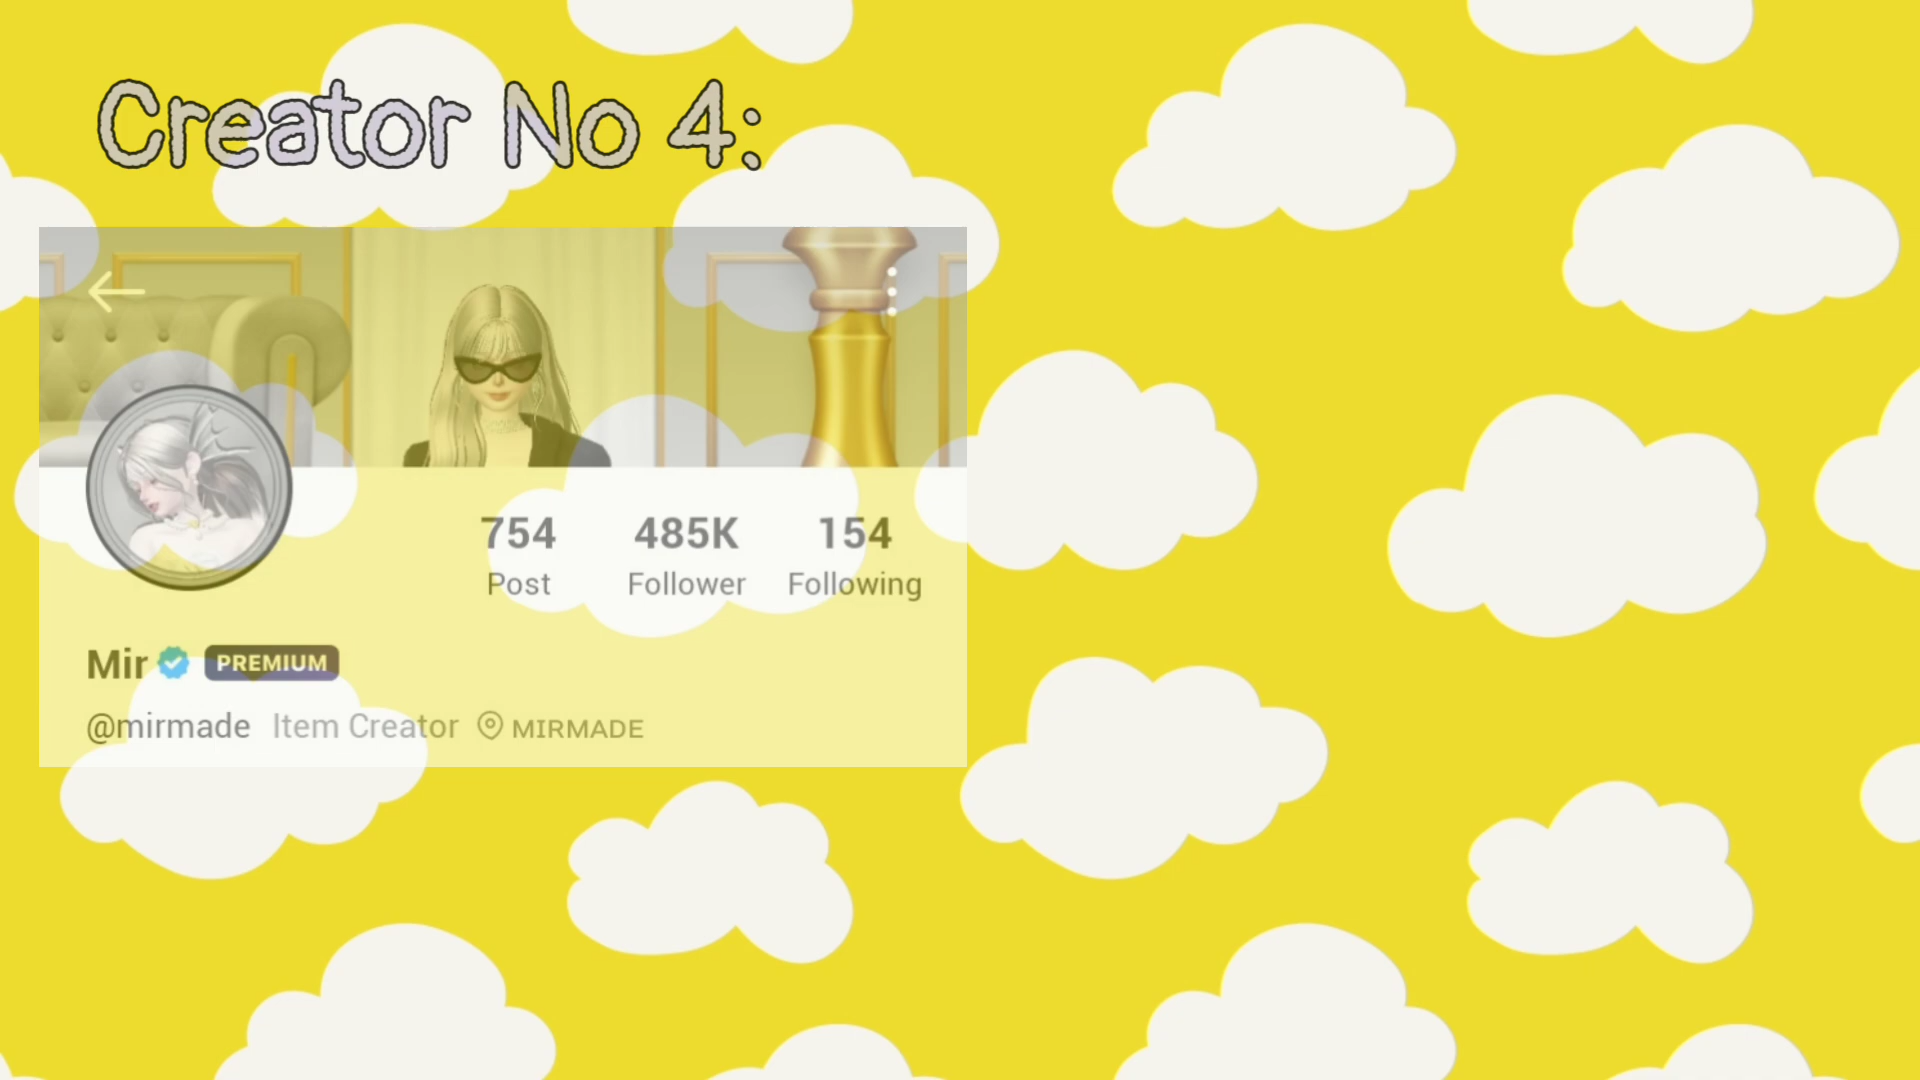 Creator No 4:
754 485K 154
Post Follower Following
Mir PREMIUM
@mirmade Item Creator MIRMADE